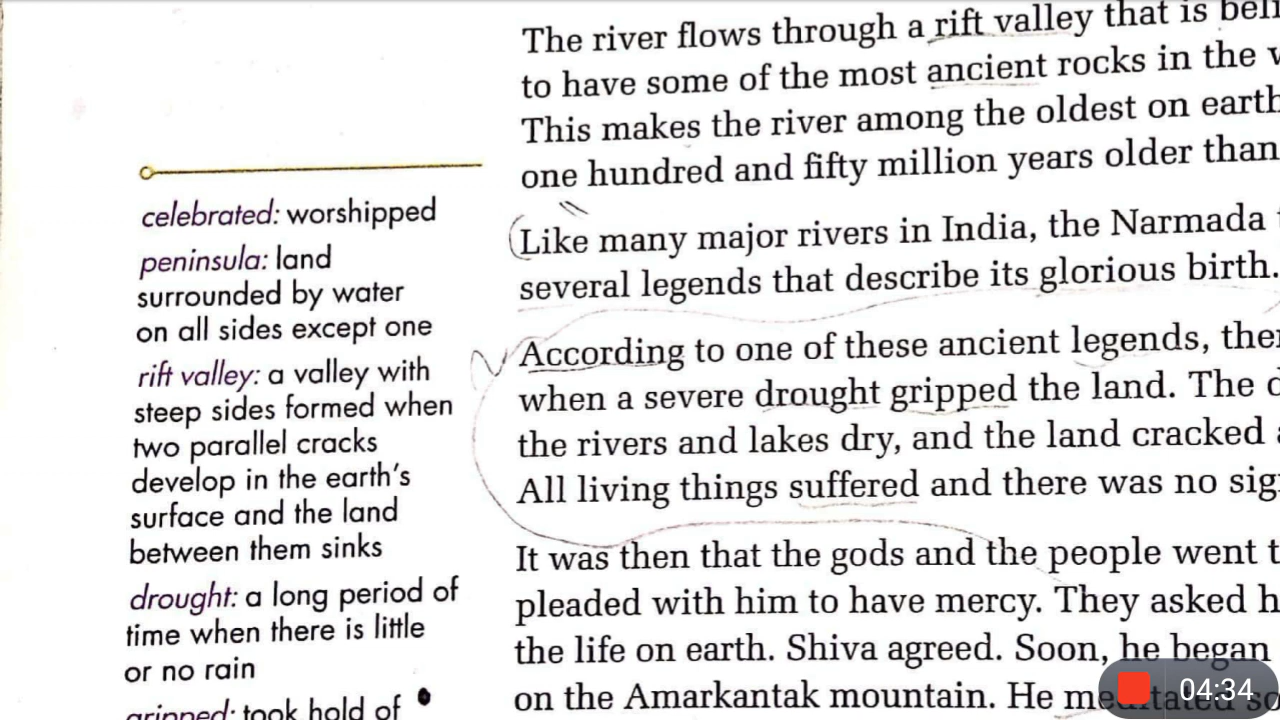 celebrated: worshipped
peninsula: land
surrounded by water
on all sides except one
rift valley: a valley with
steep sides formed when
two parallel cracks
develop in the earth's
surface and the land
between them sinks
drought: a long period of
time when there is little
or no rain
gripped: took hold of
The river flows through a rift valley that is
to have some of the most ancient rocks in the
This makes the river among the oldest on earth
one hundred and fifty million years older than
Like many major rivers in India, the Narmada
several legends that describe its glorious birth.
According to one of these ancient legends,
when a severe drought gripped the land. The
the rivers and lakes dry, and the land cracked
All living things suffered and there was no
It was then that the gods and the people went
pleaded with him to have mercy. They asked
the life on earth. Shiva agreed. Soon, he began
on the Amarkantak mountain. He meditated
04:34